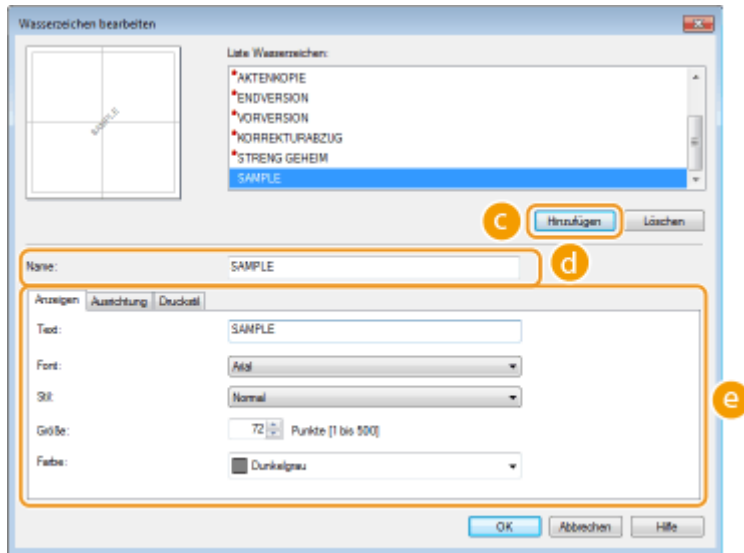 Wasserzeichen bearbeiten
Liste Wasserzeichen:
SAMPLE
*AKTENKOPIE
*ENDVERSION
*VORVERSION
*KORREKTURABZUG
*STRENG GEHEIM
SAMPLE
c Hinzufügen Löschen
d
Name: SAMPLE
Anzeigen Ausrichtung Druckstil
Text: SAMPLE
Font: Arial
Stil: Normal
e
Größe: 72 Punkte [1 bis 500]
Farbe: Dunkelgrau
OK Abbrechen Hilfe